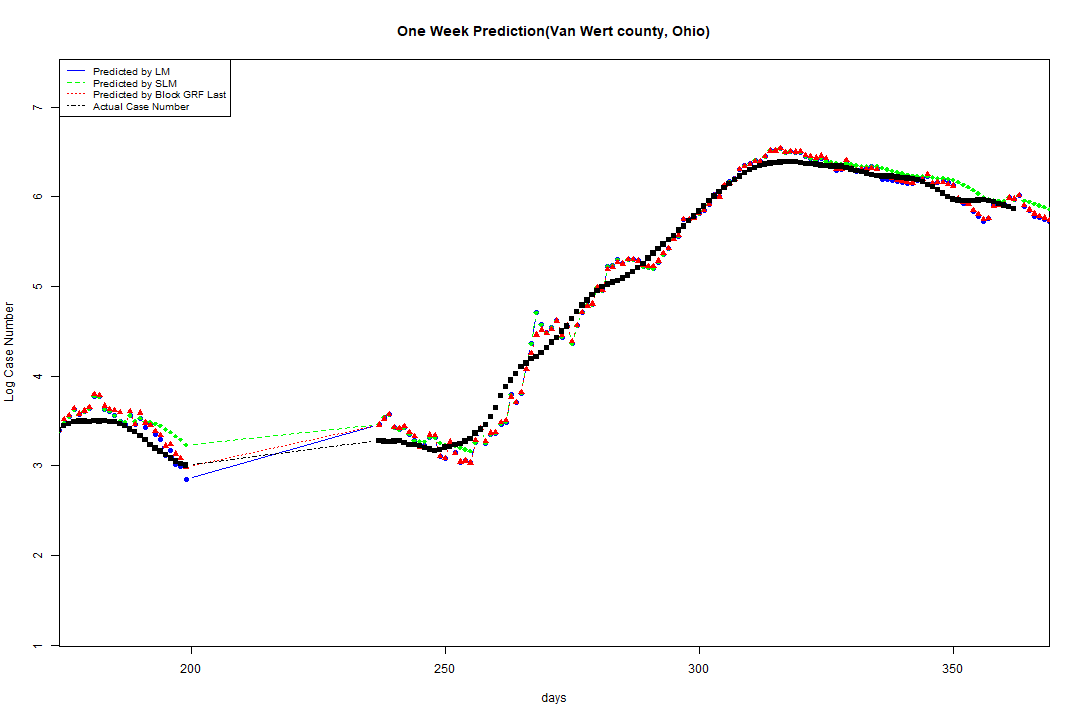 One Week Prediction(Van Wert county, Ohio)
Predicted by LM
Predicted by SLM
Predicted by Block GRF Last
Actual Case Number
7
6
5
4
3
2
1
Log Case Number
200
250
300
350
days